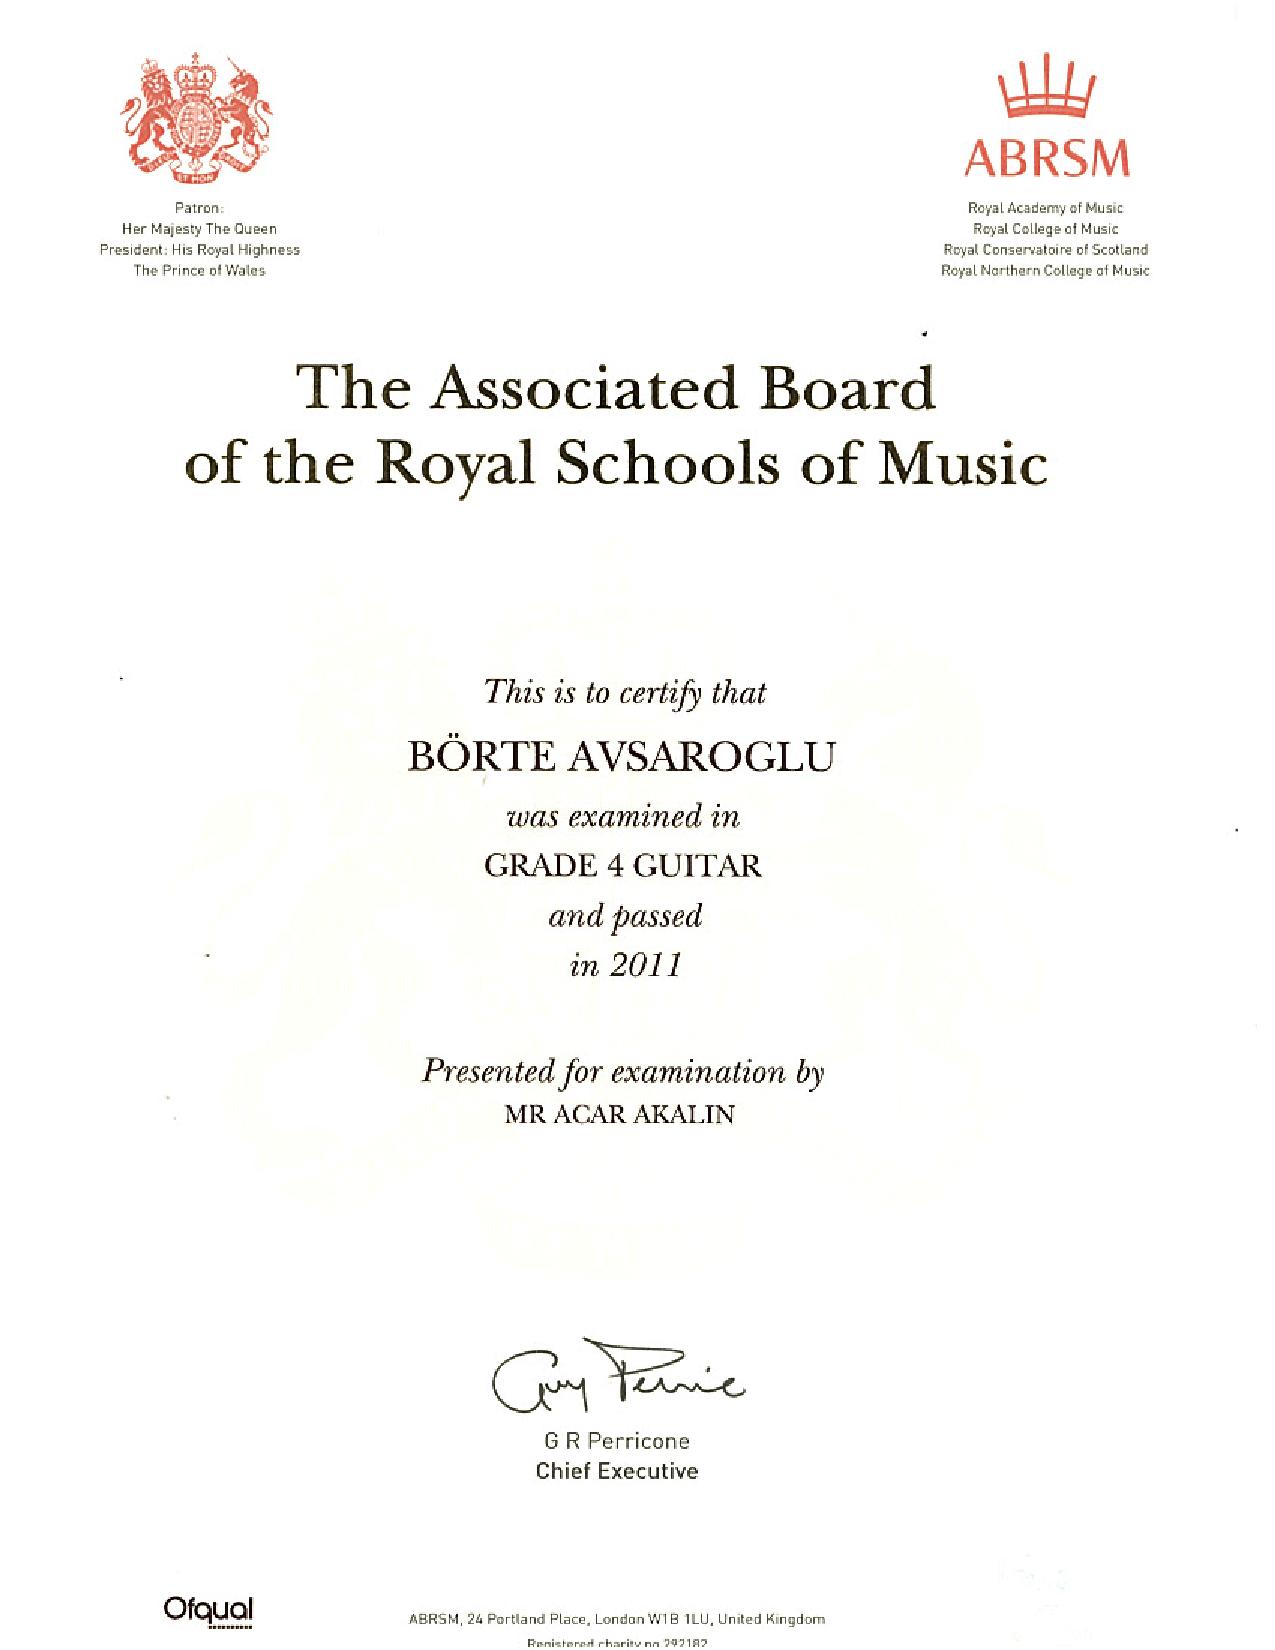 Patron:
Her Majesty The Queen
President: His Royal Highness
The Prince of Wales
ABRSM
Royal Academy of Music
Royal College of Music
Royal Conservatoire of Scotland
Royal Northern College of Music
The Associated Board
of the Royal Schools of Music
This is to certify that
BÖRTE AVSAROGLU
was examined in
GRADE 4 GUITAR
and passed
in 2011
Presented for examination by
MR ACAR AKALIN
G R Perricone
Chief Executive
Ofqual
ABRSM, 24 Portland Place, London W1B 1LU, United Kingdom
Registered charity no 292182